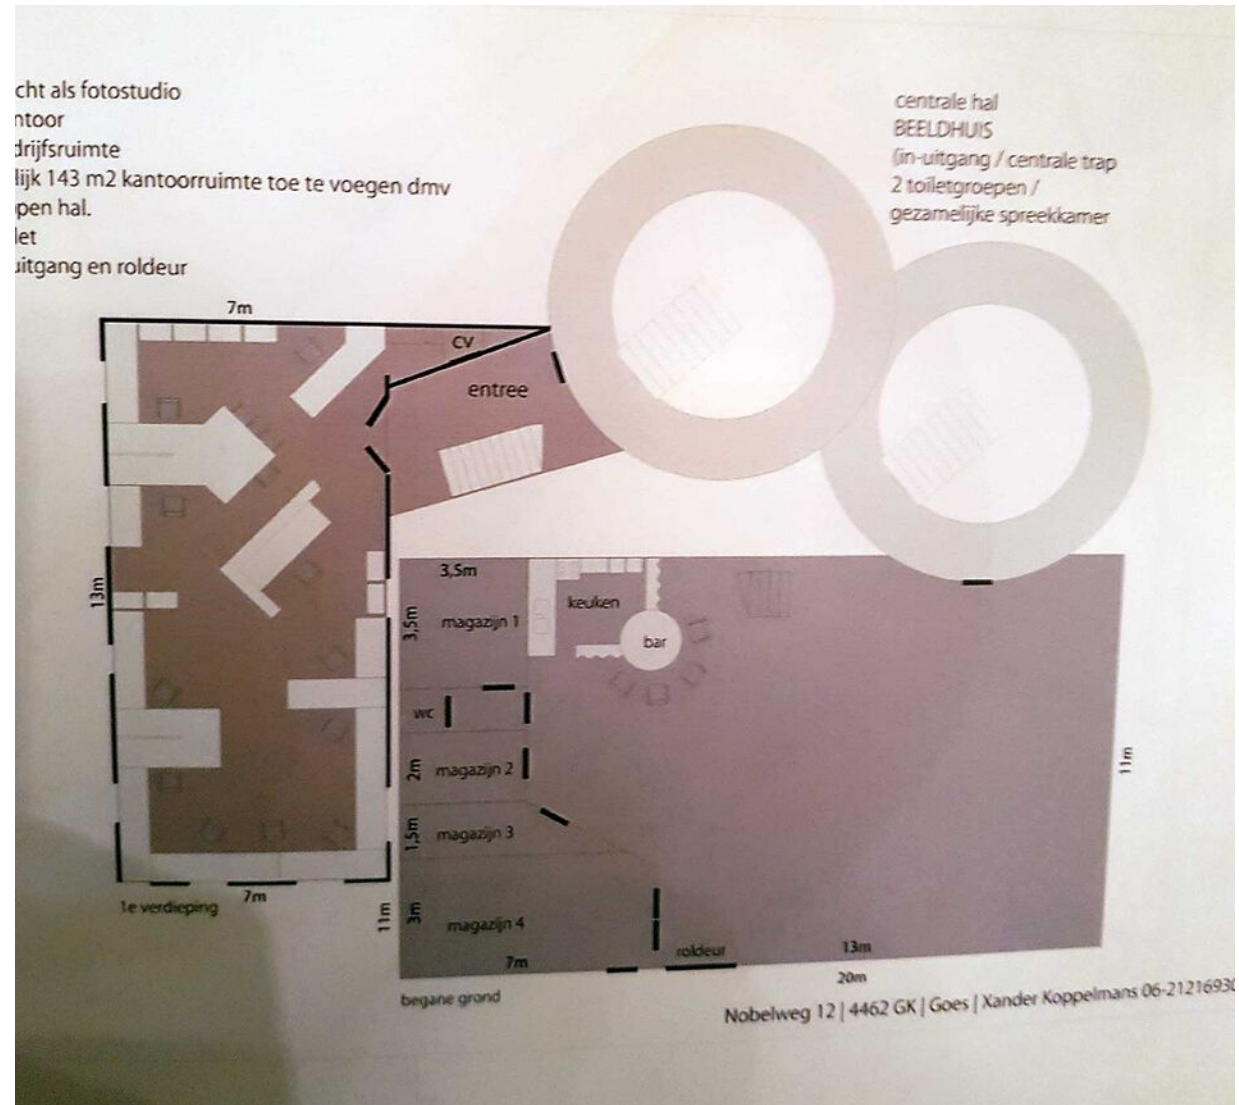 cht als fotostudio
ntoor
drijfsruimte
lijk 143 m2 kantoorruimte toe te voegen dmv
pen hal.
let
uitgang en roldeur
centrale hal
BEELDHUIS
(in-uitgang / centrale trap
2 toiletgroepen /
gezamelijke spreekkamer
7m
CV
entree
13m
3,5m
3,5m
magazijn 1
keuken
bar
wc
2m
magazijn 2
11m
1,5m
magazijn 3
7m
1e verdieping
11m
3m
magazijn 4
7m
roldeur
13m
20m
begane grond
Nobelweg 12 | 4462 GK | Goes | Xander Koppelmans 06-21216930